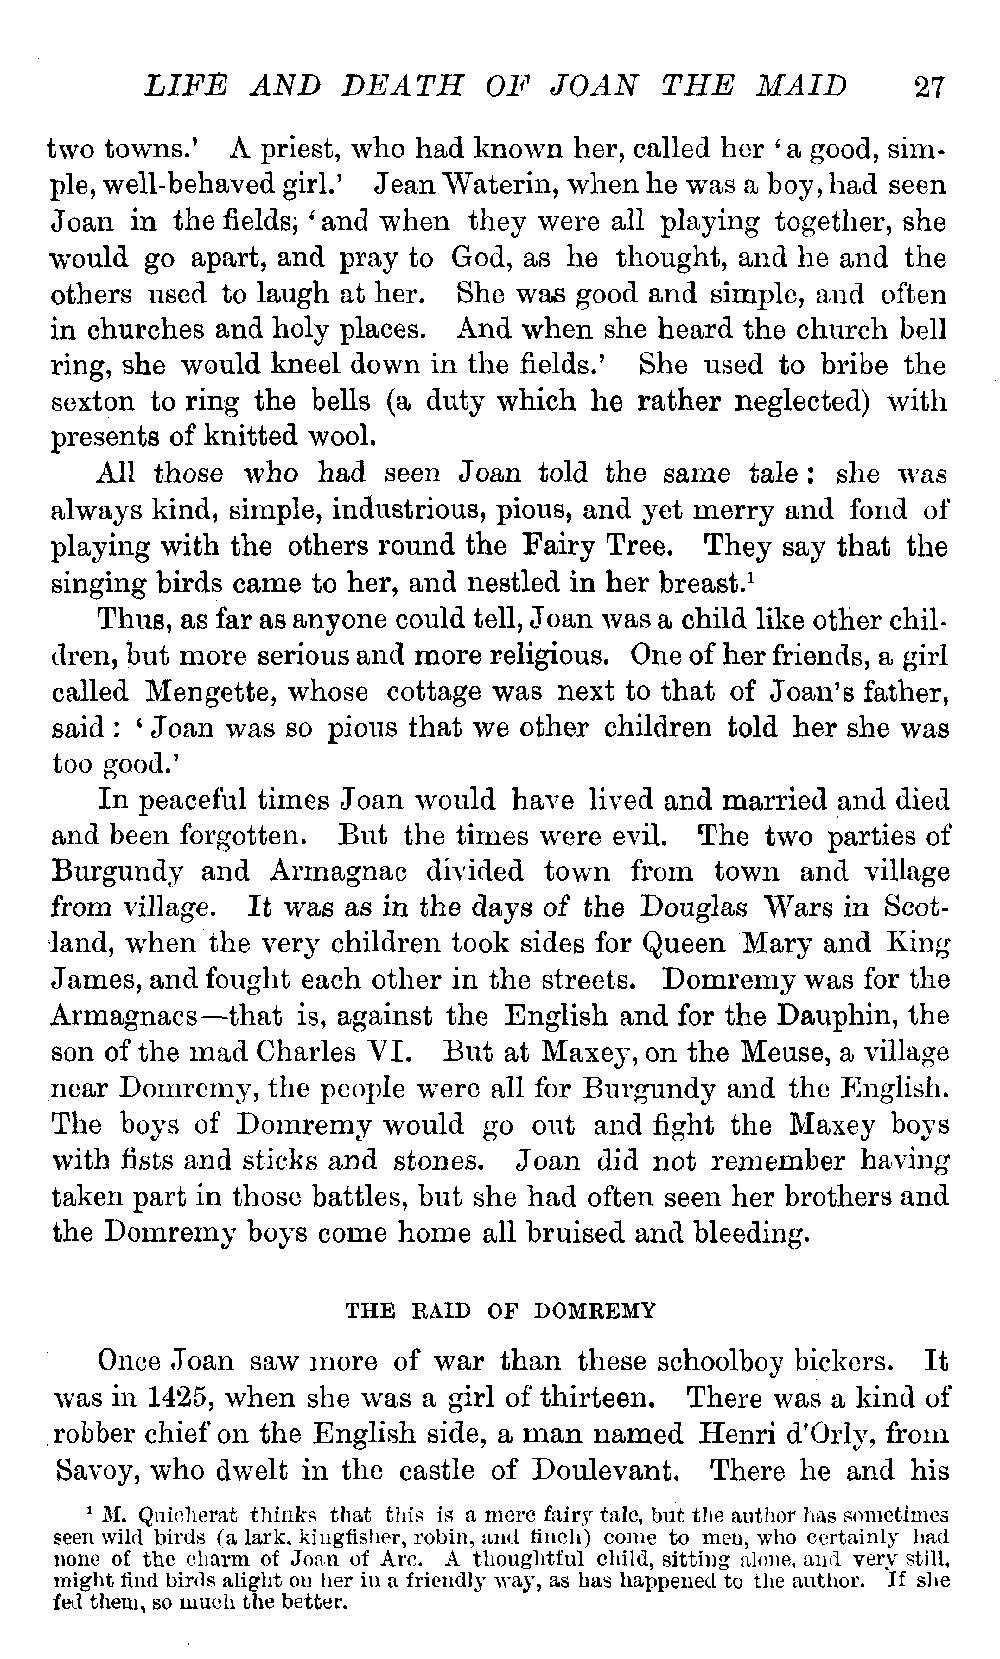 LIFE AND DEATH OF JOAN THE MAID 27
two towns.' A priest, who had known her, called her 'a good, sim-
ple, well-behaved girl.' Jean Waterin, when he was a boy, had seen
Joan in the fields; 'and when they were all playing together, she
would go apart, and pray to God, as he thought, and he and the
others used to laugh at her. She was good and simple, and often
in churches and holy places. And when she heard the church bell
ring, she would kneel down in the fields.' She used to bribe the
sexton to ring the bells (a duty which he rather neglected) with
presents of knitted wool.
All those who had seen Joan told the same tale: she was
always kind, simple, industrious, pious, and yet merry and fond of
playing with the others round the Fairy Tree. They say that the
singing birds came to her, and nestled in her breast.¹
Thus, as far as anyone could tell, Joan was a child like other chil-
dren, but more serious and more religious. One of her friends, a girl
called Mengette, whose cottage was next to that of Joan's father,
said: 'Joan was so pious that we other children told her she was
too good.'
In peaceful times Joan would have lived and married and died
and been forgotten. But the times were evil. The two parties of
Burgundy and Armagnac divided town from town and village
from village. It was as in the days of the Douglas Wars in Scot-
land, when the very children took sides for Queen Mary and King
James, and fought each other in the streets. Domremy was for the
Armagnacs—that is, against the English and for the Dauphin, the
son of the mad Charles VI. But at Maxey, on the Meuse, a village
near Domremy, the people were all for Burgundy and the English.
The boys of Domremy would go out and fight the Maxey boys
with fists and sticks and stones. Joan did not remember having
taken part in those battles, but she had often seen her brothers and
the Domremy boys come home all bruised and bleeding.
THE RAID OF DOMREMY
Once Joan saw more of war than these schoolboy bickers. It
was in 1425, when she was a girl of thirteen. There was a kind of
robber chief on the English side, a man named Henri d'Orly, from
Savoy, who dwelt in the castle of Doulevant. There he and his
¹ M. Quicherat thinks that this is a mere fairy tale, but the author has sometimes
seen wild birds (a lark, kingfisher, robin, and finch) come to men, who certainly had
none of the charm of Joan of Arc. A thoughtful child, sitting alone, and very still,
might find birds alight on her in a friendly way, as has happened to the author. If she
fed them, so much the better.